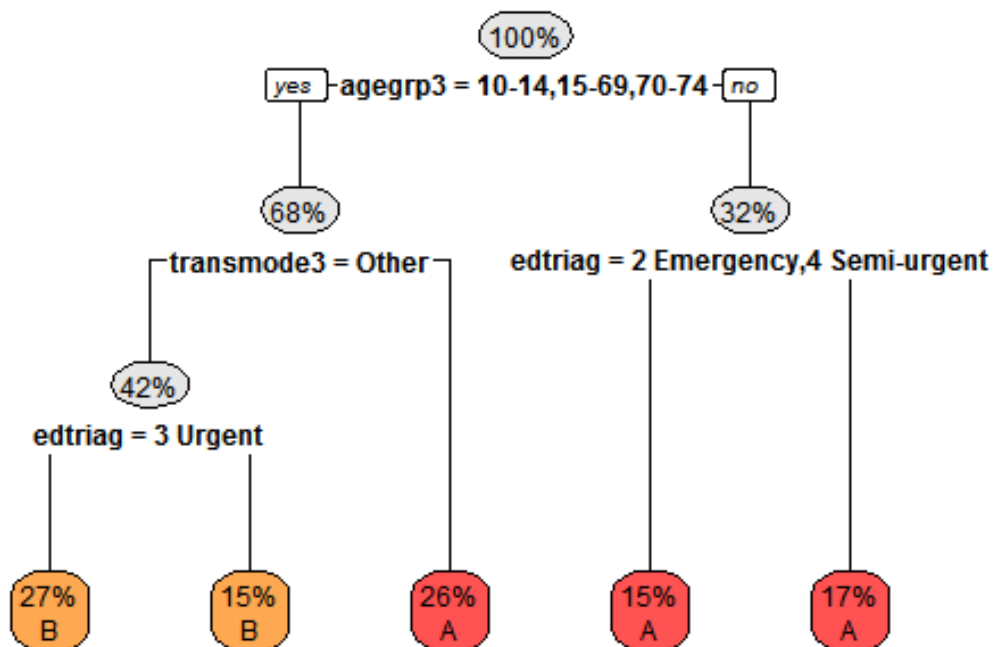 100%
yes agegrp3 = 10-14,15-69,70-74 no
68% 32%
transmode3 = Other edtriag = 2 Emergency,4 Semi-urgent
42%
edtriag = 3 Urgent
27% 15% 26% 15% 17%
B B A A A